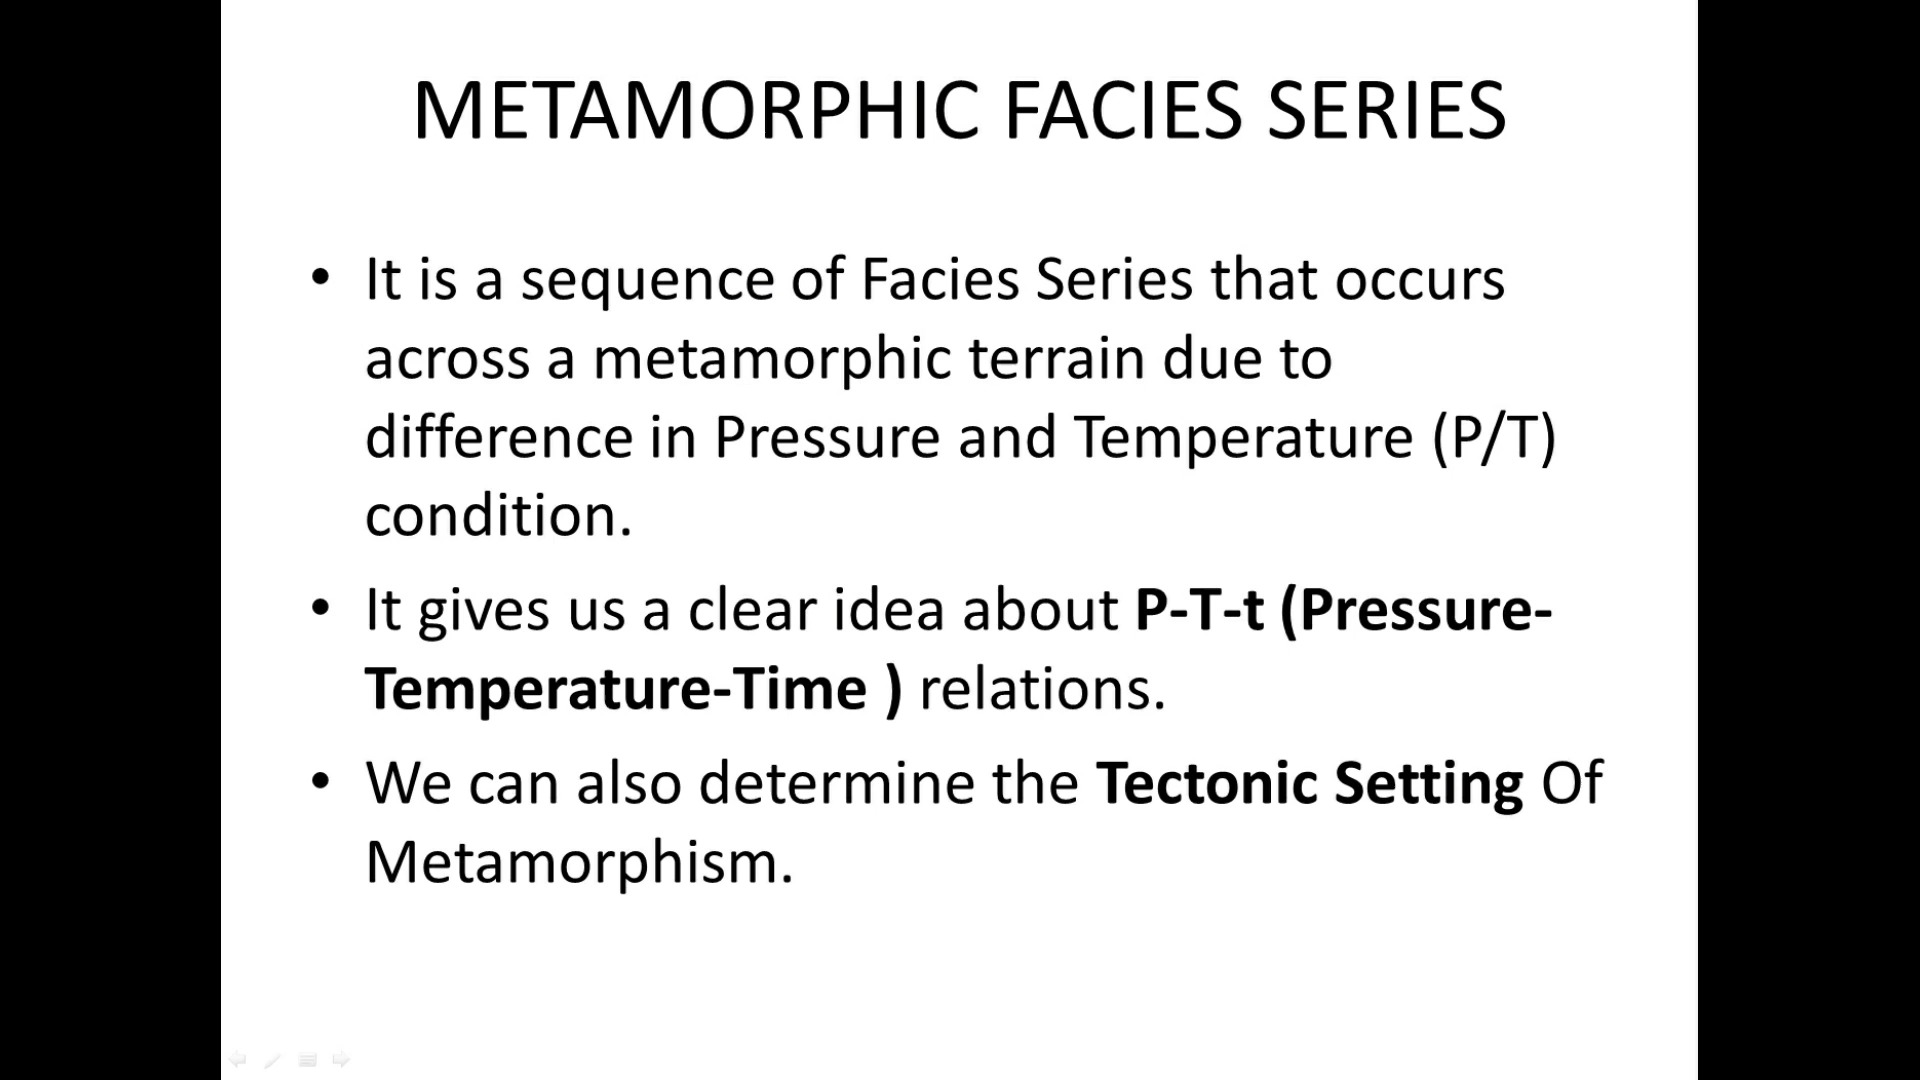 METAMORPHIC FACIES SERIES
• It is a sequence of Facies Series that occurs
across a metamorphic terrain due to
difference in Pressure and Temperature (P/T)
condition.
• It gives us a clear idea about P-T-t (Pressure-
Temperature-Time ) relations.
• We can also determine the Tectonic Setting Of
Metamorphism.